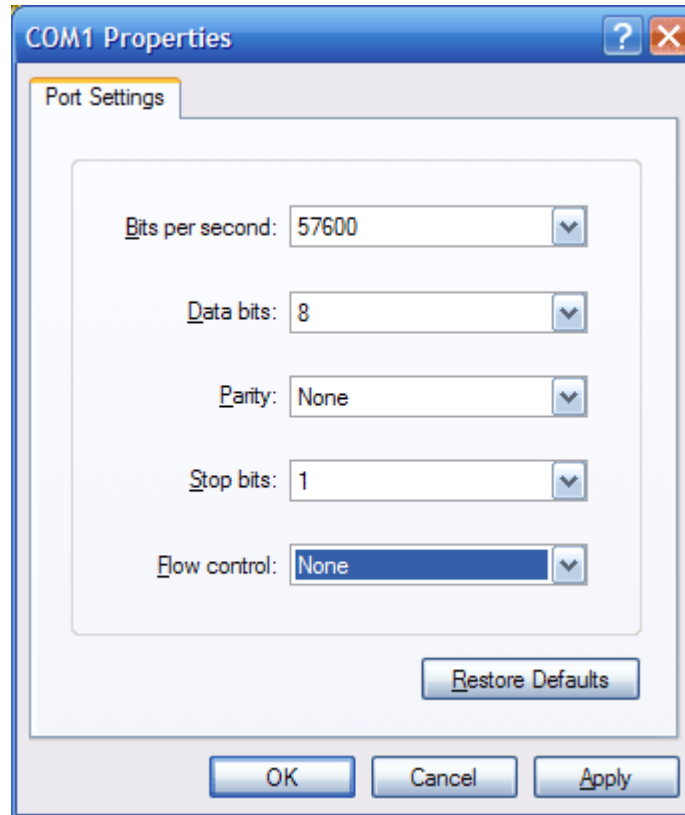 COM1 Properties
Port Settings
Bits per second: 57600
Data bits: 8
Parity: None
Stop bits: 1
Flow control: None
Restore Defaults
OK Cancel Apply